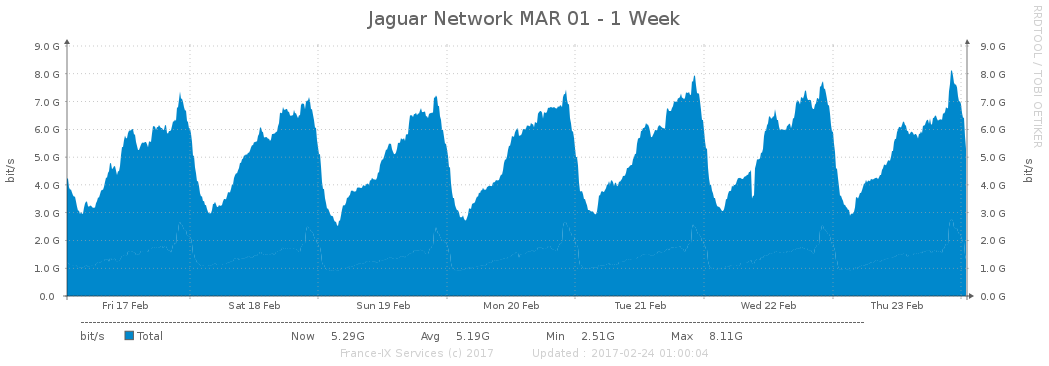 Jaguar Network MAR 01 - 1 Week
RRDTOOL / TOBI OETIKER
bit/s
bit/s
9.0 G 9.0 G
8.0 G 8.0 G
7.0 G 7.0 G
6.0 G 6.0 G
5.0 G 5.0 G
4.0 G 4.0 G
3.0 G 3.0 G
2.0 G 2.0 G
1.0 G 1.0 G
0.0 0.0 G
Fri 17 Feb Sat 18 Feb Sun 19 Feb Mon 20 Feb Tue 21 Feb Wed 22 Feb Thu 23 Feb
bit/s Total Now 5.29G Avg 5.19G Min 2.51G Max 8.11G
France-IX Services (c) 2017 Updated : 2017-02-24 01:00:04